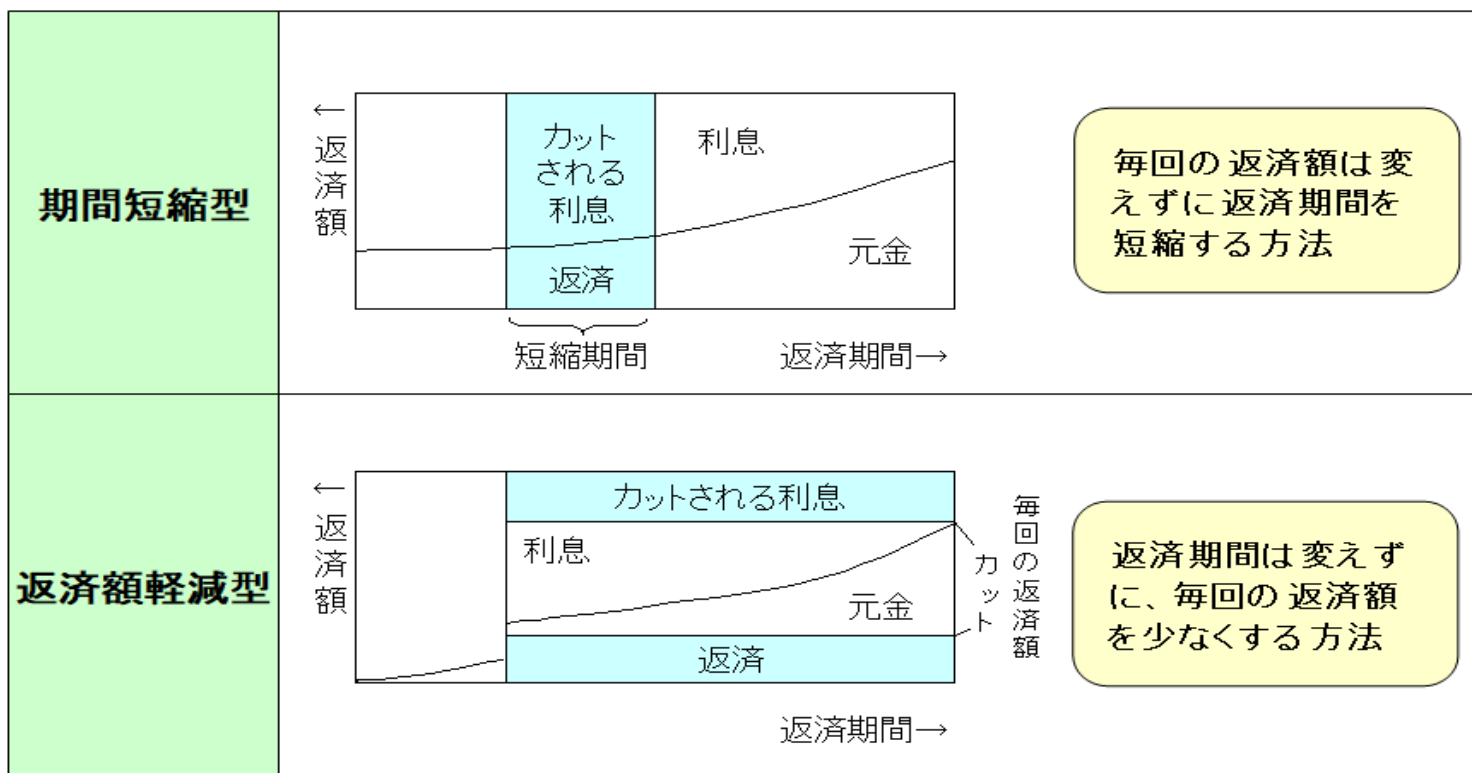 期間短縮型
←返済額
カット
される
利息
返済
利息
元金
短縮期間
返済期間→
毎回の返済額は変
えずに返済期間を
短縮する方法
返済額軽減型
←返済額
カットされる利息
利息
元金
返済
毎回の返済額
カット
返済期間→
返済期間は変えず
に、毎回の返済額
を少なくする方法